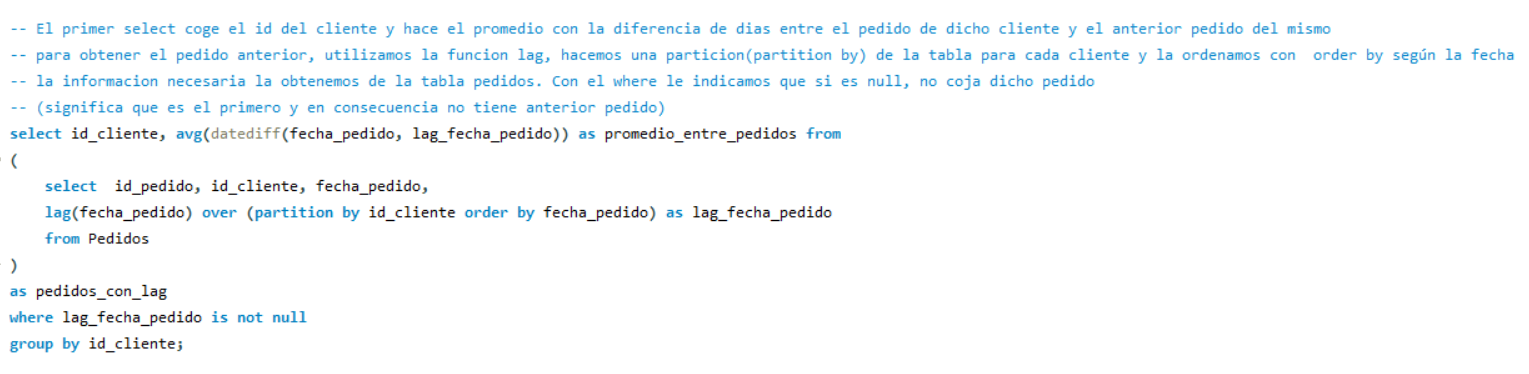 -- El primer select coge el id del cliente y hace el promedio con la diferencia de dias entre el pedido de dicho cliente y el anterior pedido del mismo
-- para obtener el pedido anterior, utilizamos la funcion lag, hacemos una particion(partition by) de la tabla para cada cliente y la ordenamos con  order by según la fecha
-- la informacion necesaria la obtenemos de la tabla pedidos. Con el where le indicamos que si es null, no coja dicho pedido
-- (significa que es el primero y en consecuencia no tiene anterior pedido)
select id_cliente, avg(datediff(fecha_pedido, lag_fecha_pedido)) as promedio_entre_pedidos from
(
    select  id_pedido, id_cliente, fecha_pedido,
    lag(fecha_pedido) over (partition by id_cliente order by fecha_pedido) as lag_fecha_pedido
    from Pedidos
)
as pedidos_con_lag
where lag_fecha_pedido is not null
group by id_cliente;